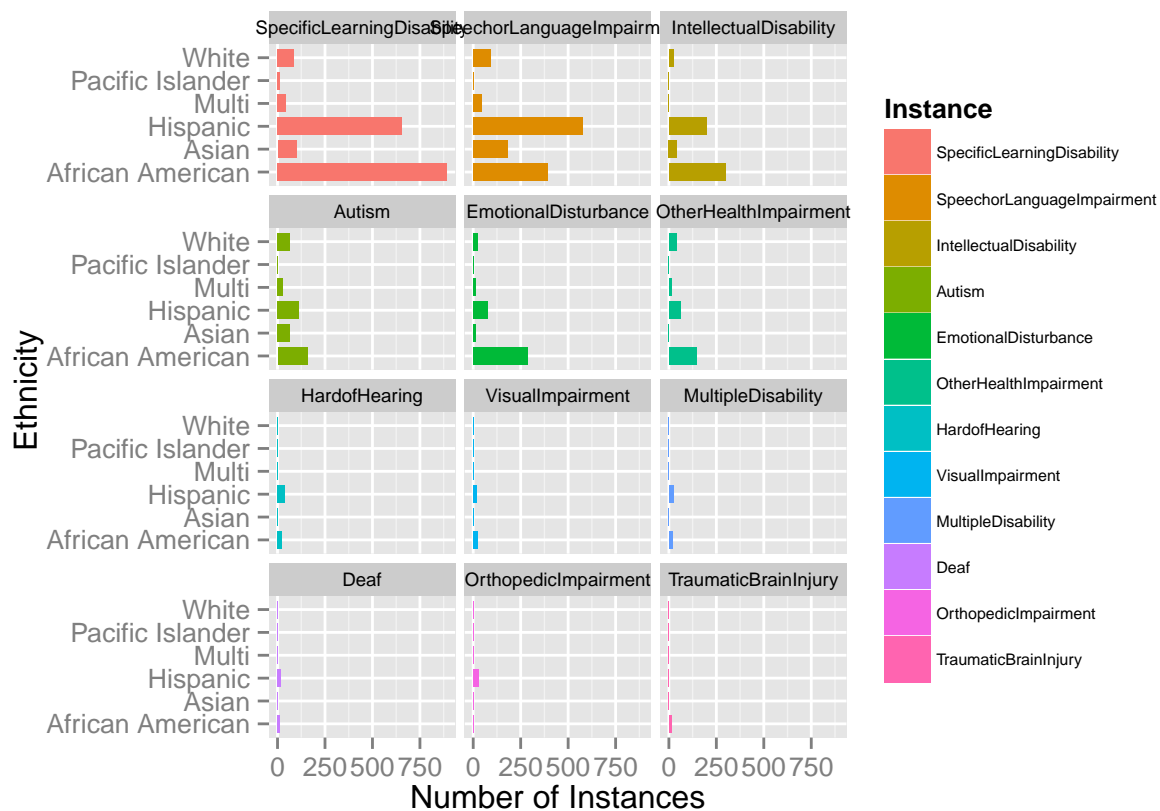 SpecificLearningDisability
SpeechorLanguageImpairm
IntellectualDisability
White
Pacific Islander
Multi
Hispanic
Asian
African American
Autism
EmotionalDisturbance
OtherHealthImpairment
White
Pacific Islander
Multi
Hispanic
Asian
African American
HardofHearing
VisualImpairment
MultipleDisability
White
Pacific Islander
Multi
Hispanic
Asian
African American
Deaf
OrthopedicImpairment
TraumaticBrainInjury
White
Pacific Islander
Multi
Hispanic
Asian
African American
0 250 500 750 0 250 500 750 0 250 500 750
Number of Instances
Ethnicity
Instance
SpecificLearningDisability
SpeechorLanguageImpairment
IntellectualDisability
Autism
EmotionalDisturbance
OtherHealthImpairment
HardofHearing
VisualImpairment
MultipleDisability
Deaf
OrthopedicImpairment
TraumaticBrainInjury